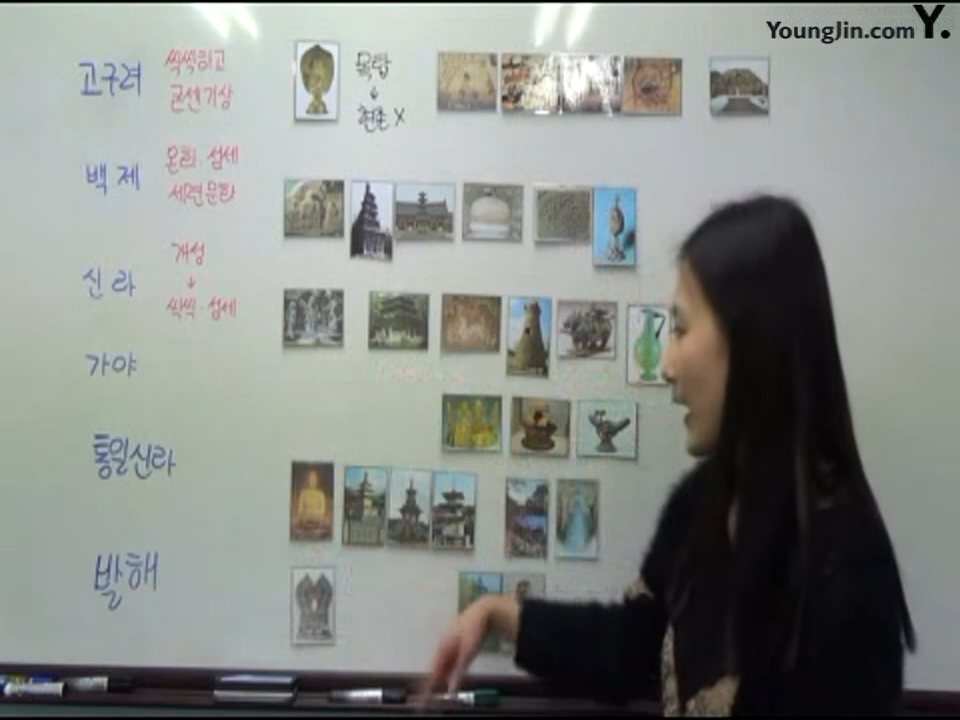 YoungJin.com Y.
고구려
씩씩하고
굳센 기상
목탑
↓
현존 X
백제
온화·섬세
세련 문화
신라
개성
↓
씩씩·섬세
가야
통일신라
발해